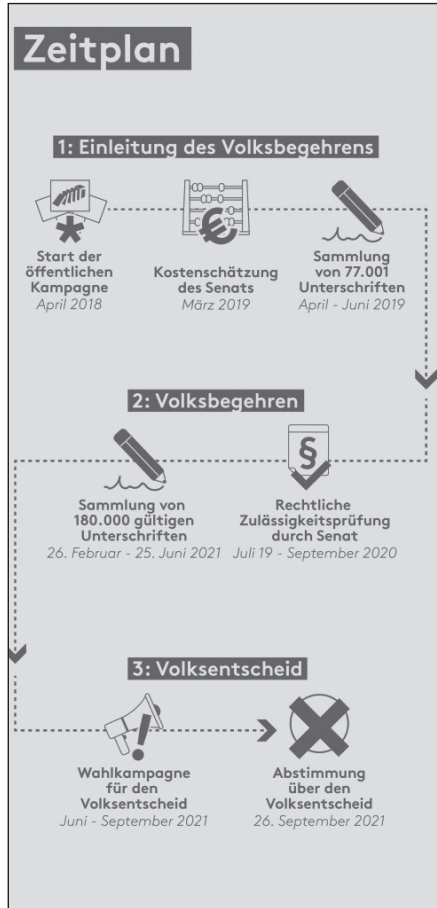 Zeitplan
1: Einleitung des Volksbegehrens
Start der
öffentlichen
Kampagne
April 2018
€
Kostenschätzung
des Senats
März 2019
Sammlung
von 77.001
Unterschriften
April - Juni 2019
2: Volksbegehren
Sammlung von
180.000 gültigen
Unterschriften
26. Februar - 25. Juni 2021
§
Rechtliche
Zulässigkeitsprüfung
durch Senat
Juli 19 - September 2020
3: Volksentscheid
Wahlkampagne
für den
Volksentscheid
Juni - September 2021
Abstimmung
über den
Volksentscheid
26. September 2021